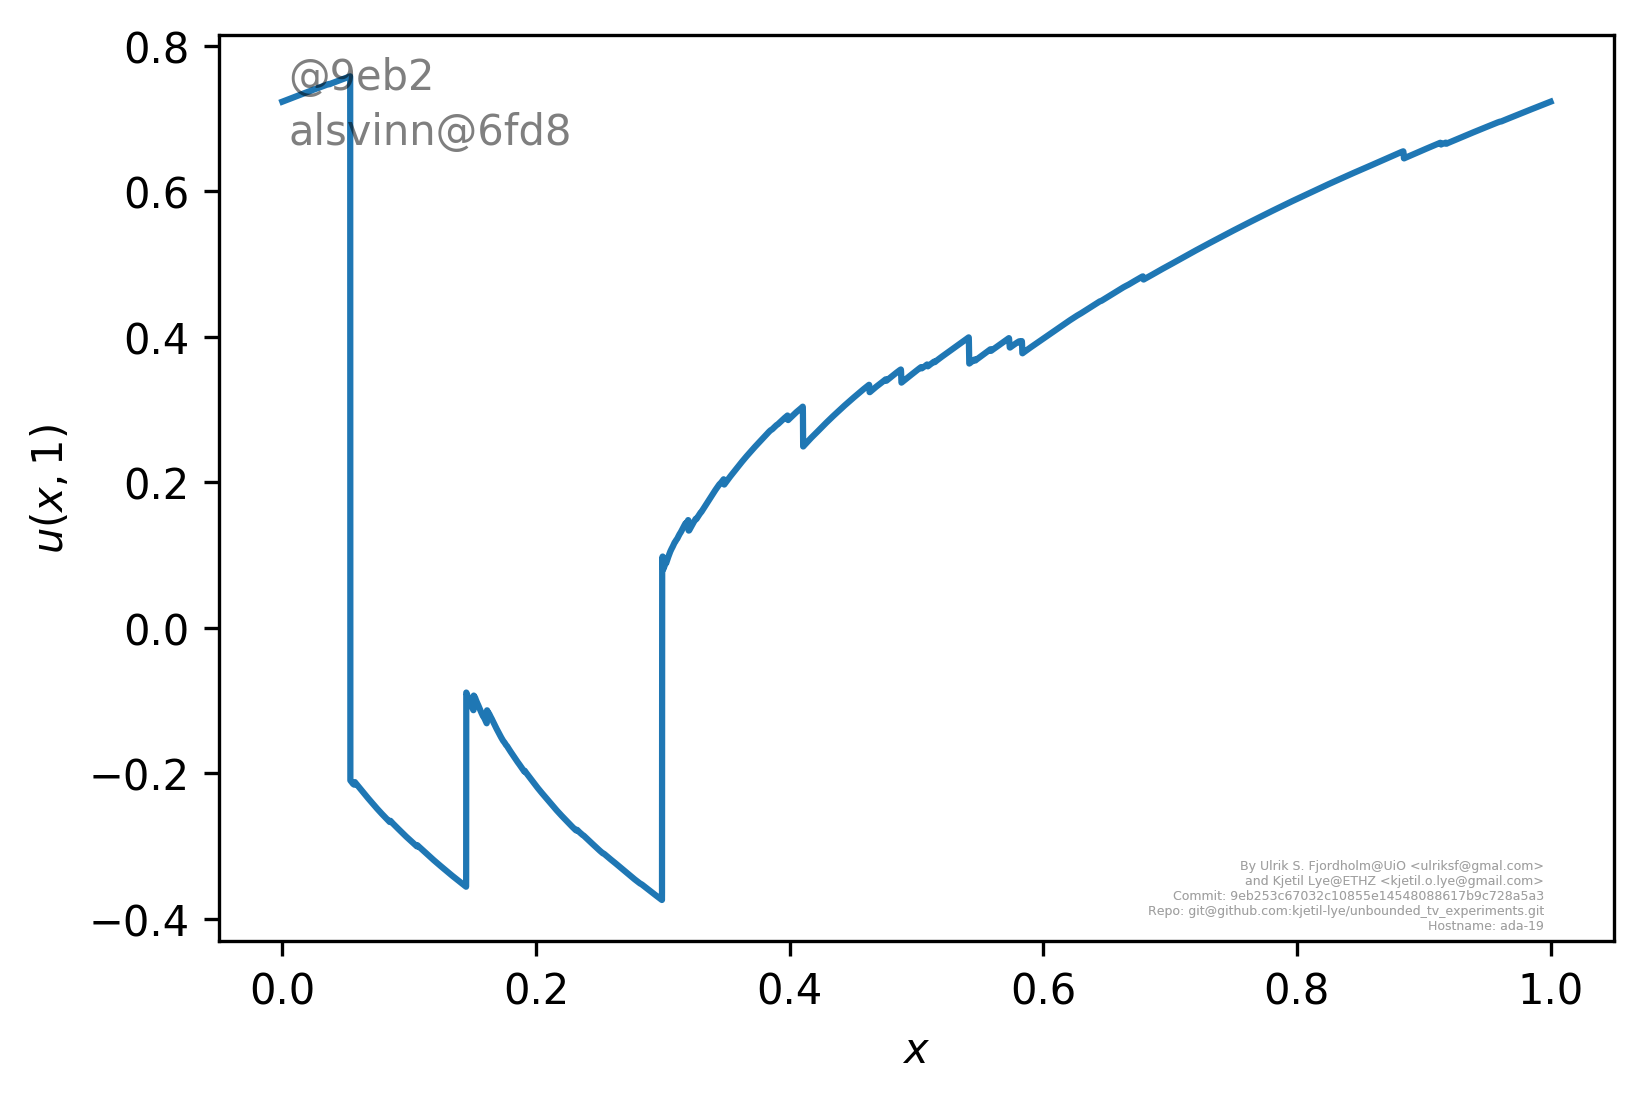 @9eb2
alsvinn@6fd8
0.8
0.6
0.4
0.2
0.0
−0.2
−0.4
u(x, 1)
By Ulrik S. Fjordholm@UiO <ulriksf@gmal.com>
and Kjetil Lye@ETHZ <kjetil.o.lye@gmail.com>
Commit: 9eb253c67032c10855e14548088617b9c728a5a3
Repo: git@github.com:kjetil-lye/unbounded_tv_experiments.git
Hostname: ada-19
0.0 0.2 0.4 0.6 0.8 1.0
x